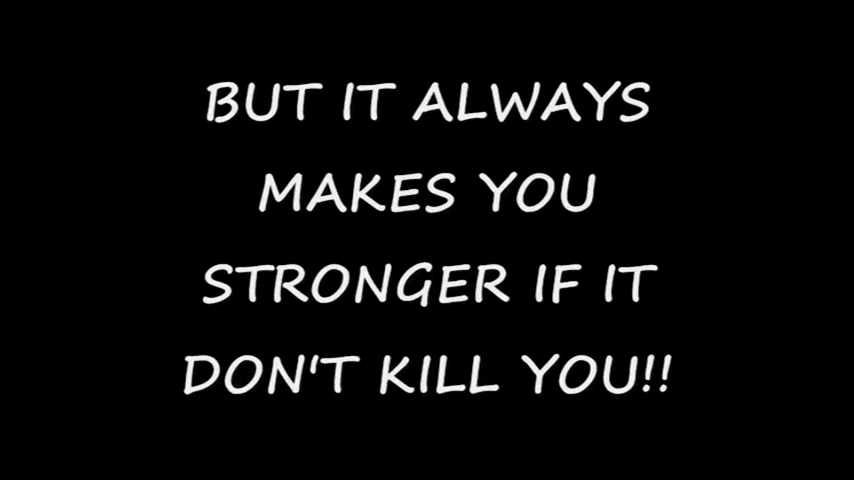 BUT IT ALWAYS
MAKES YOU
STRONGER IF IT
DON'T KILL YOU!!